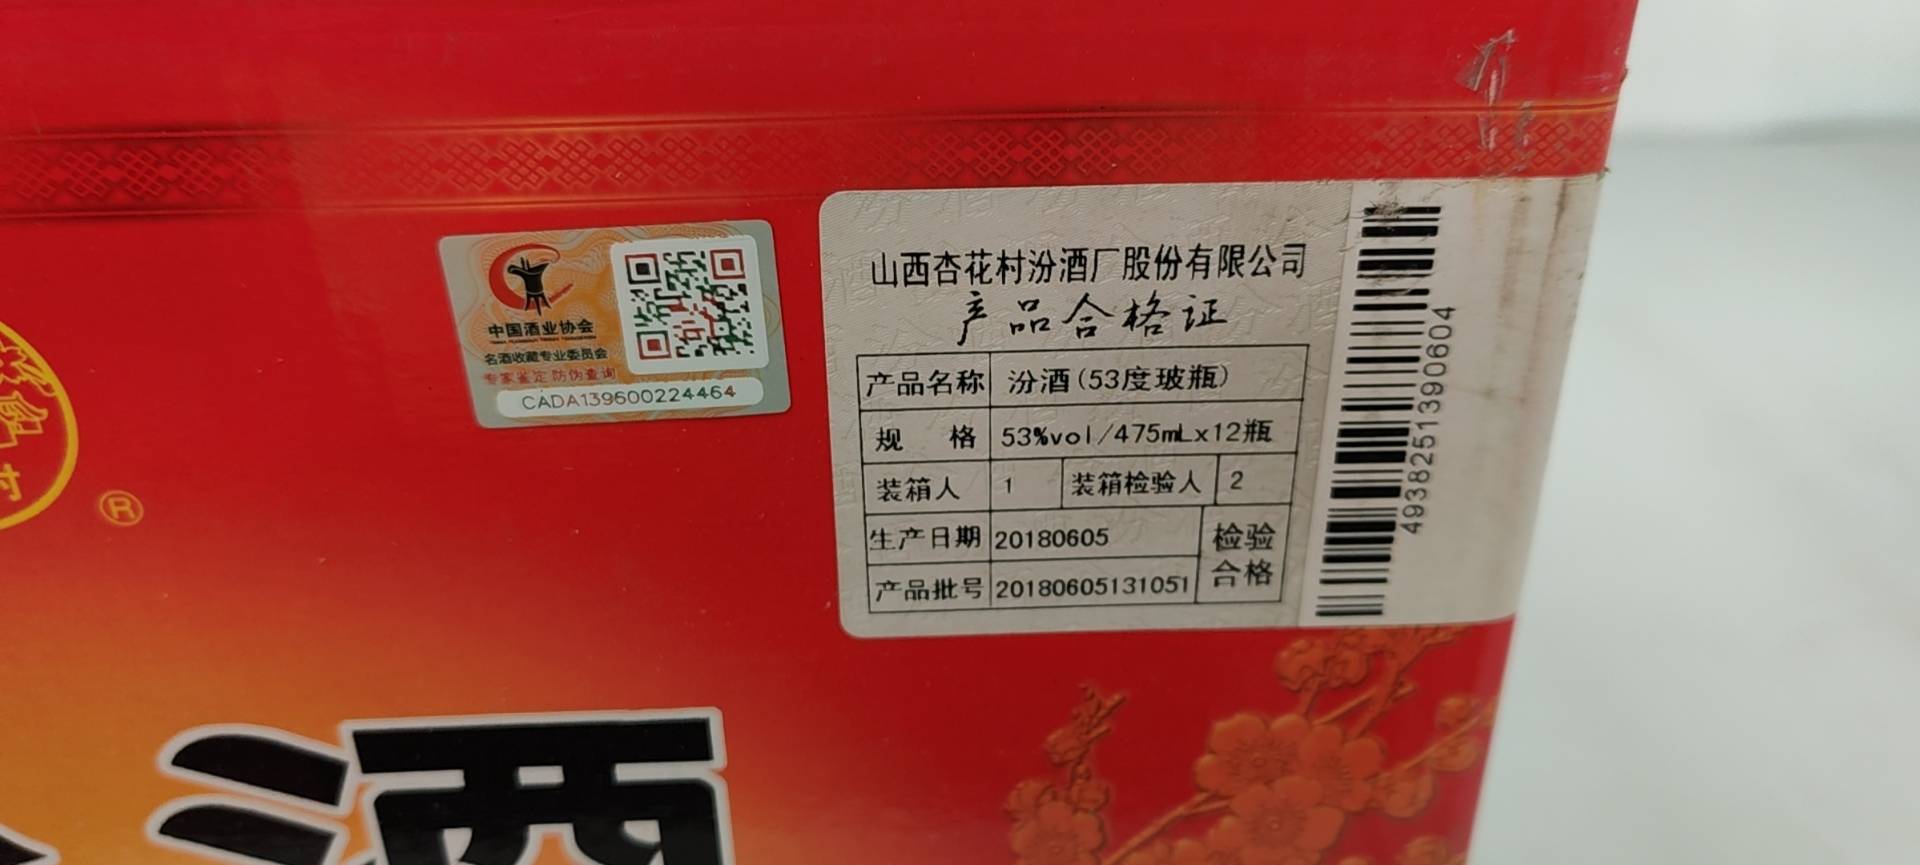 村
®
中国酒业协会
名酒收藏专业委员会
专家鉴定 防伪查询
CADA139600224464
山西杏花村汾酒厂股份有限公司
产品合格证
产品名称 汾酒(53度玻瓶)
规 格 53%vol/475mLx12瓶
装箱人 1 装箱检验人 2
生产日期 20180605 检验
产品批号 20180605131051 合格
4938251390604
酒